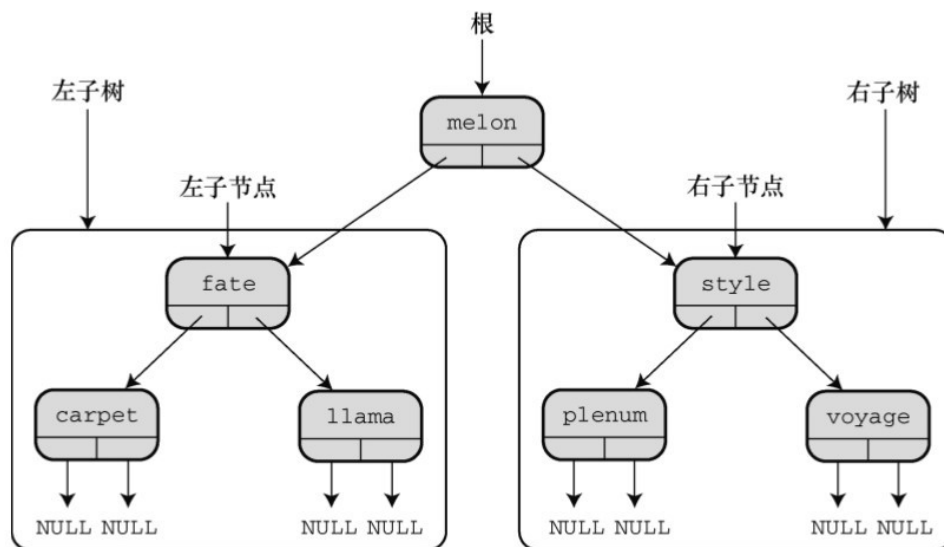 根
左子树
右子树
melon
左子节点
右子节点
fate
style
carpet
llama
plenum
voyage
NULL NULL
NULL NULL
NULL NULL
NULL NULL